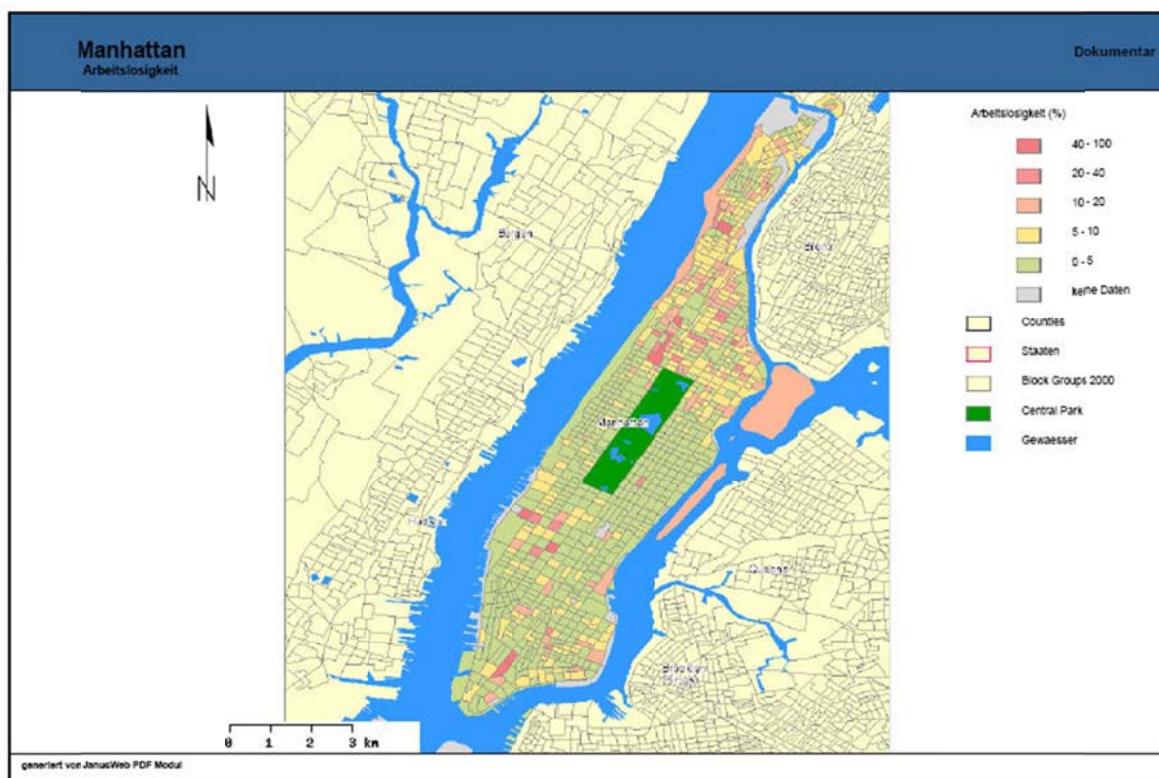 Manhattan
Arbeitslosigkeit
Dokumentar
N
Arbeitslosigkeit (%)
40 - 100
20 - 40
10 - 20
5 - 10
0 - 5
keine Daten
Counties
Staaten
Block Groups 2000
Central Park
Gewaesser
Bergen
Bronx
Manhattan
Hudson
Queens
Brooklyn
0 1 2 3 km
generiert von JanusWeb PDF Modul